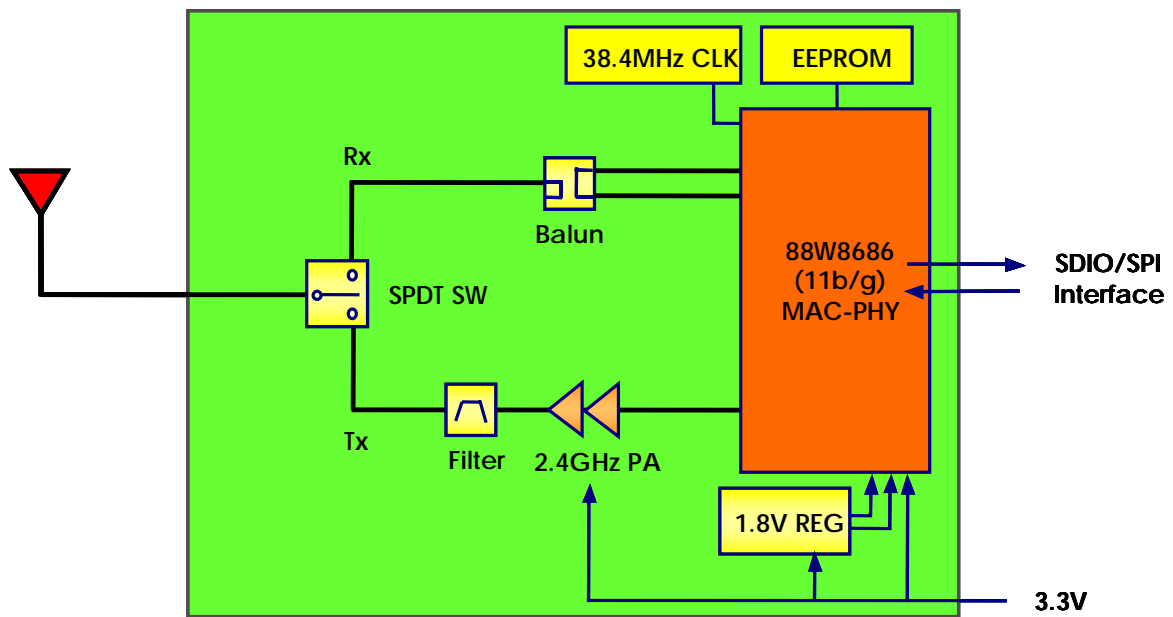 38.4MHz CLK
EEPROM
Rx
Balun
88W8686
(11b/g)
MAC-PHY
SDIO/SPI
Interface
SPDT SW
Tx
Filter
2.4GHz PA
1.8V REG
3.3V